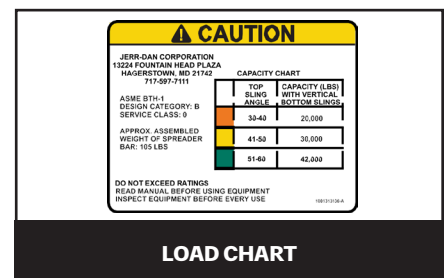 CAUTION
JERR-DAN CORPORATION
13224 FOUNTAIN HEAD PLAZA
HAGERSTOWN, MD 21742
717-597-7111
ASME BTH-1
DESIGN CATEGORY: B
SERVICE CLASS: 0
APPROX. ASSEMBLED
WEIGHT OF SPREADER
BAR: 105 LBS
CAPACITY CHART
TOP SLING ANGLE CAPACITY (LBS) WITH VERTICAL BOTTOM SLINGS
30-40 20,000
41-50 30,000
51-60 42,000
DO NOT EXCEED RATINGS
READ MANUAL BEFORE USING EQUIPMENT
INSPECT EQUIPMENT BEFORE EVERY USE
1001313136-A
LOAD CHART